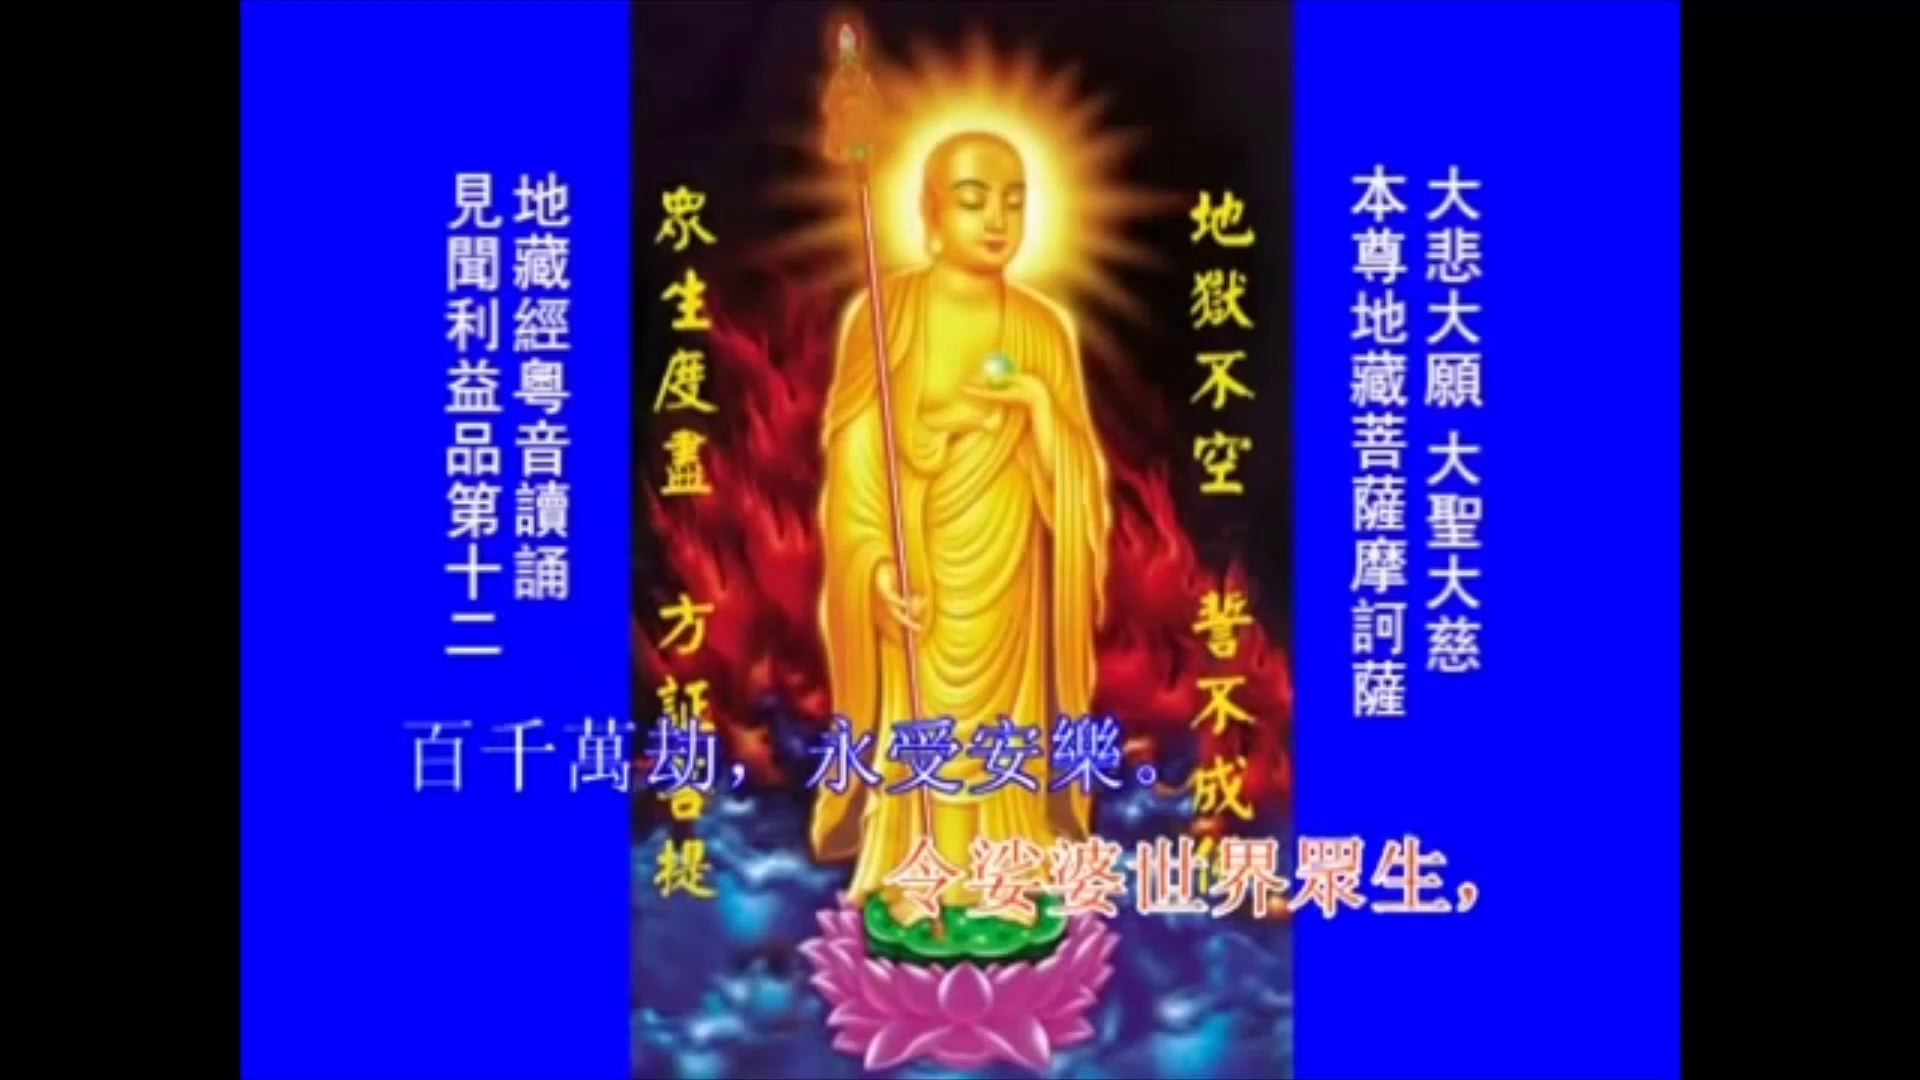 大悲大願 大聖大慈
本尊地藏菩薩摩訶薩
地獄不空 誓不成
眾生度盡 方証菩提
地藏經粵音讀誦
見聞利益品第十二
百千萬劫，永受安樂。
令娑婆世界眾生，